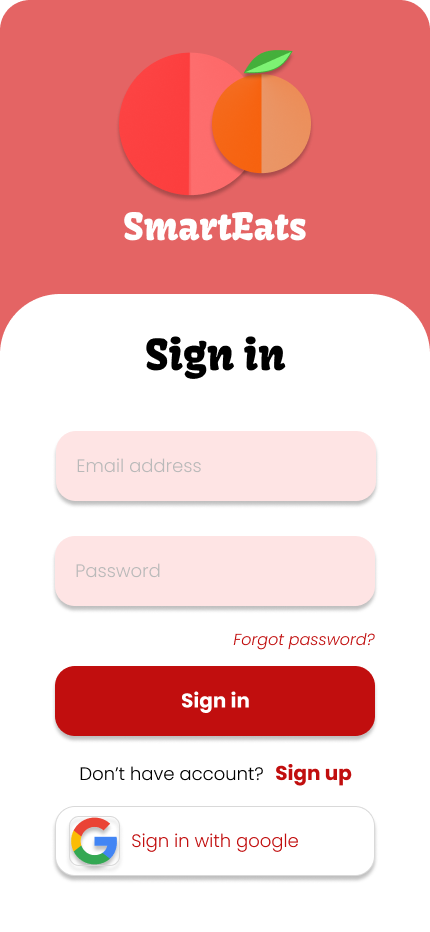 SmartEats
Sign in
Email address
Password
Forgot password?
Sign in
Don’t have account? Sign up
Sign in with google